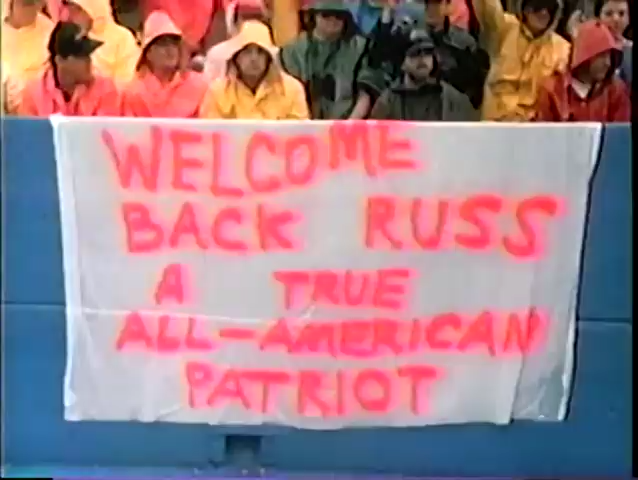 WELCOME
BACK RUSS
A TRUE
ALL-AMERICAN
PATRIOT